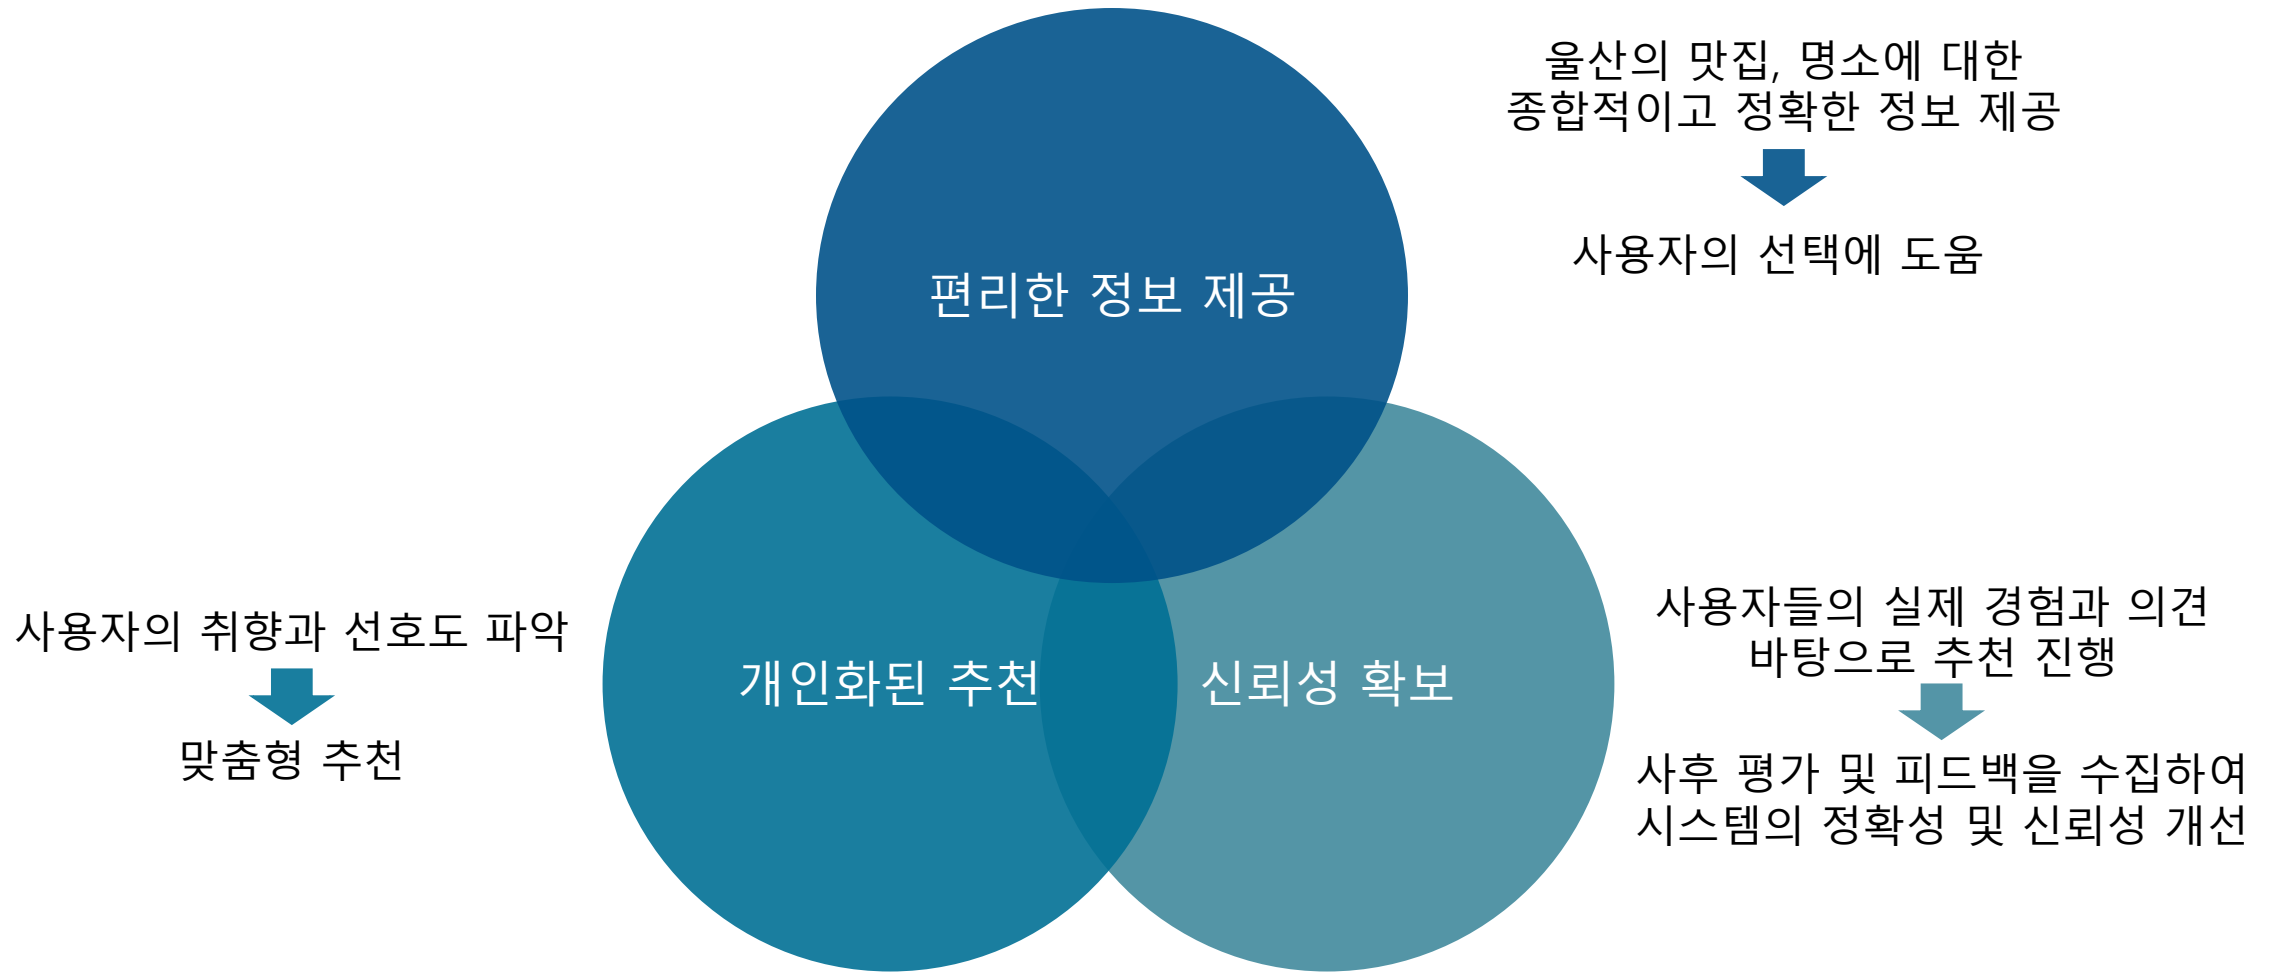 울산의 맛집, 명소에 대한
종합적이고 정확한 정보 제공
사용자의 선택에 도움
편리한 정보 제공
사용자의 취향과 선호도 파악
맞춤형 추천
개인화된 추천
신뢰성 확보
사용자들의 실제 경험과 의견
바탕으로 추천 진행
사후 평가 및 피드백을 수집하여
시스템의 정확성 및 신뢰성 개선